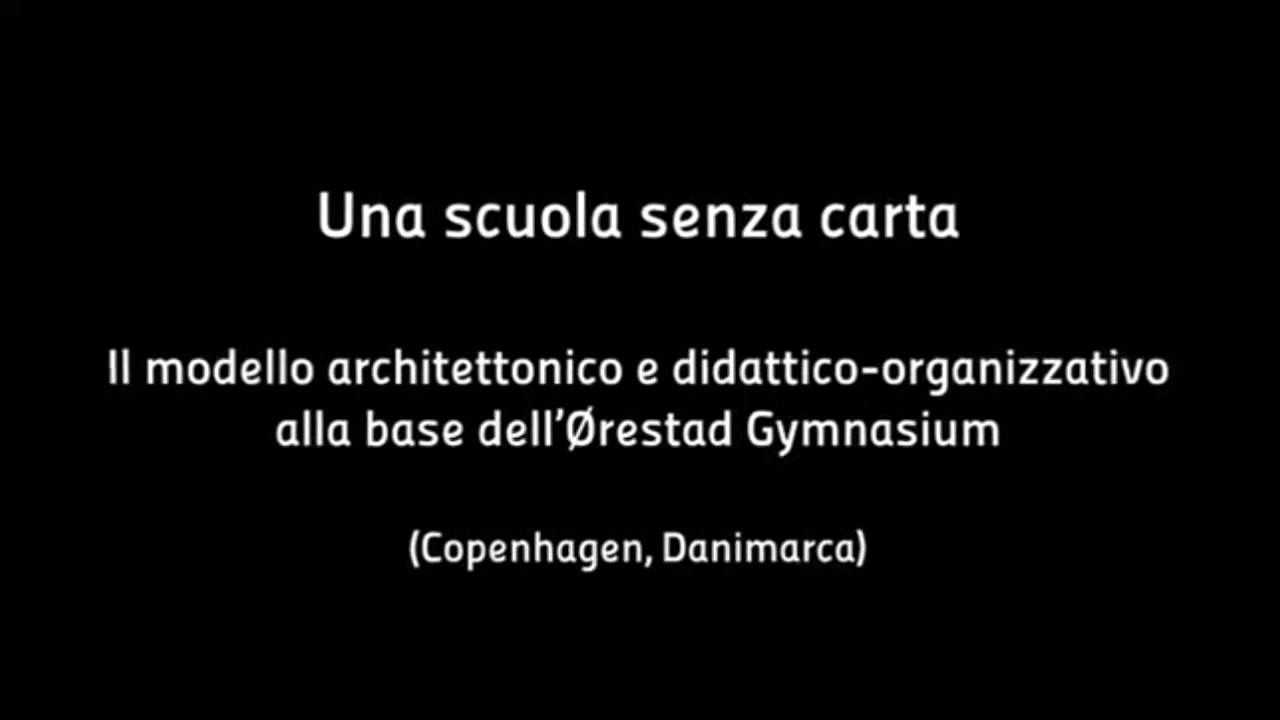 Una scuola senza carta
Il modello architettonico e didattico-organizzativo
alla base dell’Ørestad Gymnasium
(Copenhagen, Danimarca)